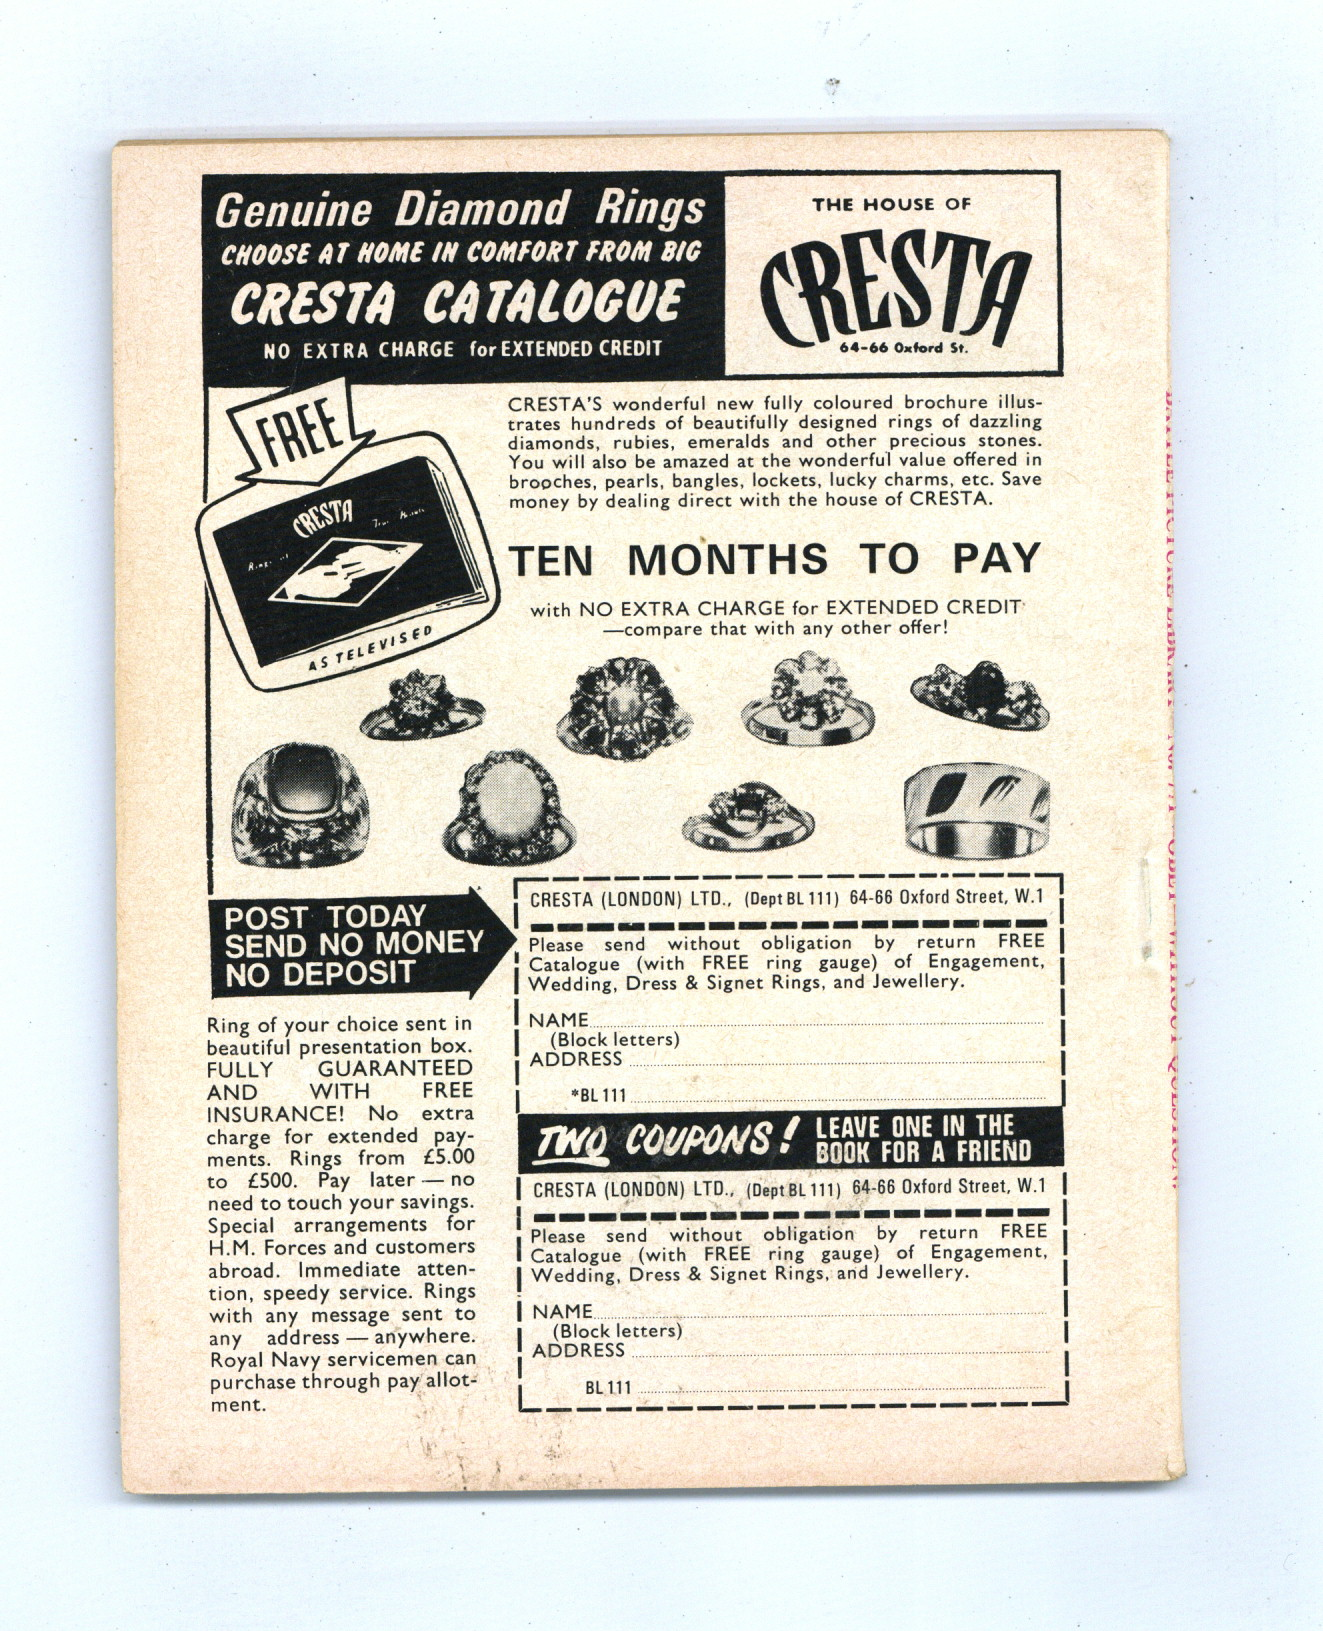 Genuine Diamond Rings
CHOOSE AT HOME IN COMFORT FROM BIG
CRESTA CATALOGUE
NO EXTRA CHARGE for EXTENDED CREDIT
THE HOUSE OF
CRESTA
64-66 Oxford St.
FREE
CRESTA
AS TELEVISED
CRESTA'S wonderful new fully coloured brochure illus-
trates hundreds of beautifully designed rings of dazzling
diamonds, rubies, emeralds and other precious stones.
You will also be amazed at the wonderful value offered in
brooches, pearls, bangles, lockets, lucky charms, etc. Save
money by dealing direct with the house of CRESTA.
TEN MONTHS TO PAY
with NO EXTRA CHARGE for EXTENDED CREDIT
—compare that with any other offer!
POST TODAY
SEND NO MONEY
NO DEPOSIT
Ring of your choice sent in
beautiful presentation box.
FULLY GUARANTEED
AND WITH FREE
INSURANCE! No extra
charge for extended pay-
ments. Rings from £5.00
to £500. Pay later — no
need to touch your savings.
Special arrangements for
H.M. Forces and customers
abroad. Immediate atten-
tion, speedy service. Rings
with any message sent to
any address — anywhere.
Royal Navy servicemen can
purchase through pay allot-
ment.
CRESTA (LONDON) LTD., (Dept BL 111) 64-66 Oxford Street, W.1
Please send without obligation by return FREE
Catalogue (with FREE ring gauge) of Engagement,
Wedding, Dress & Signet Rings, and Jewellery.
NAME
(Block letters)
ADDRESS
*BL 111
TWO COUPONS! LEAVE ONE IN THE
BOOK FOR A FRIEND
CRESTA (LONDON) LTD., (Dept BL 111) 64-66 Oxford Street, W.1
Please send without obligation by return FREE
Catalogue (with FREE ring gauge) of Engagement,
Wedding, Dress & Signet Rings, and Jewellery.
NAME
(Block letters)
ADDRESS
BL 111